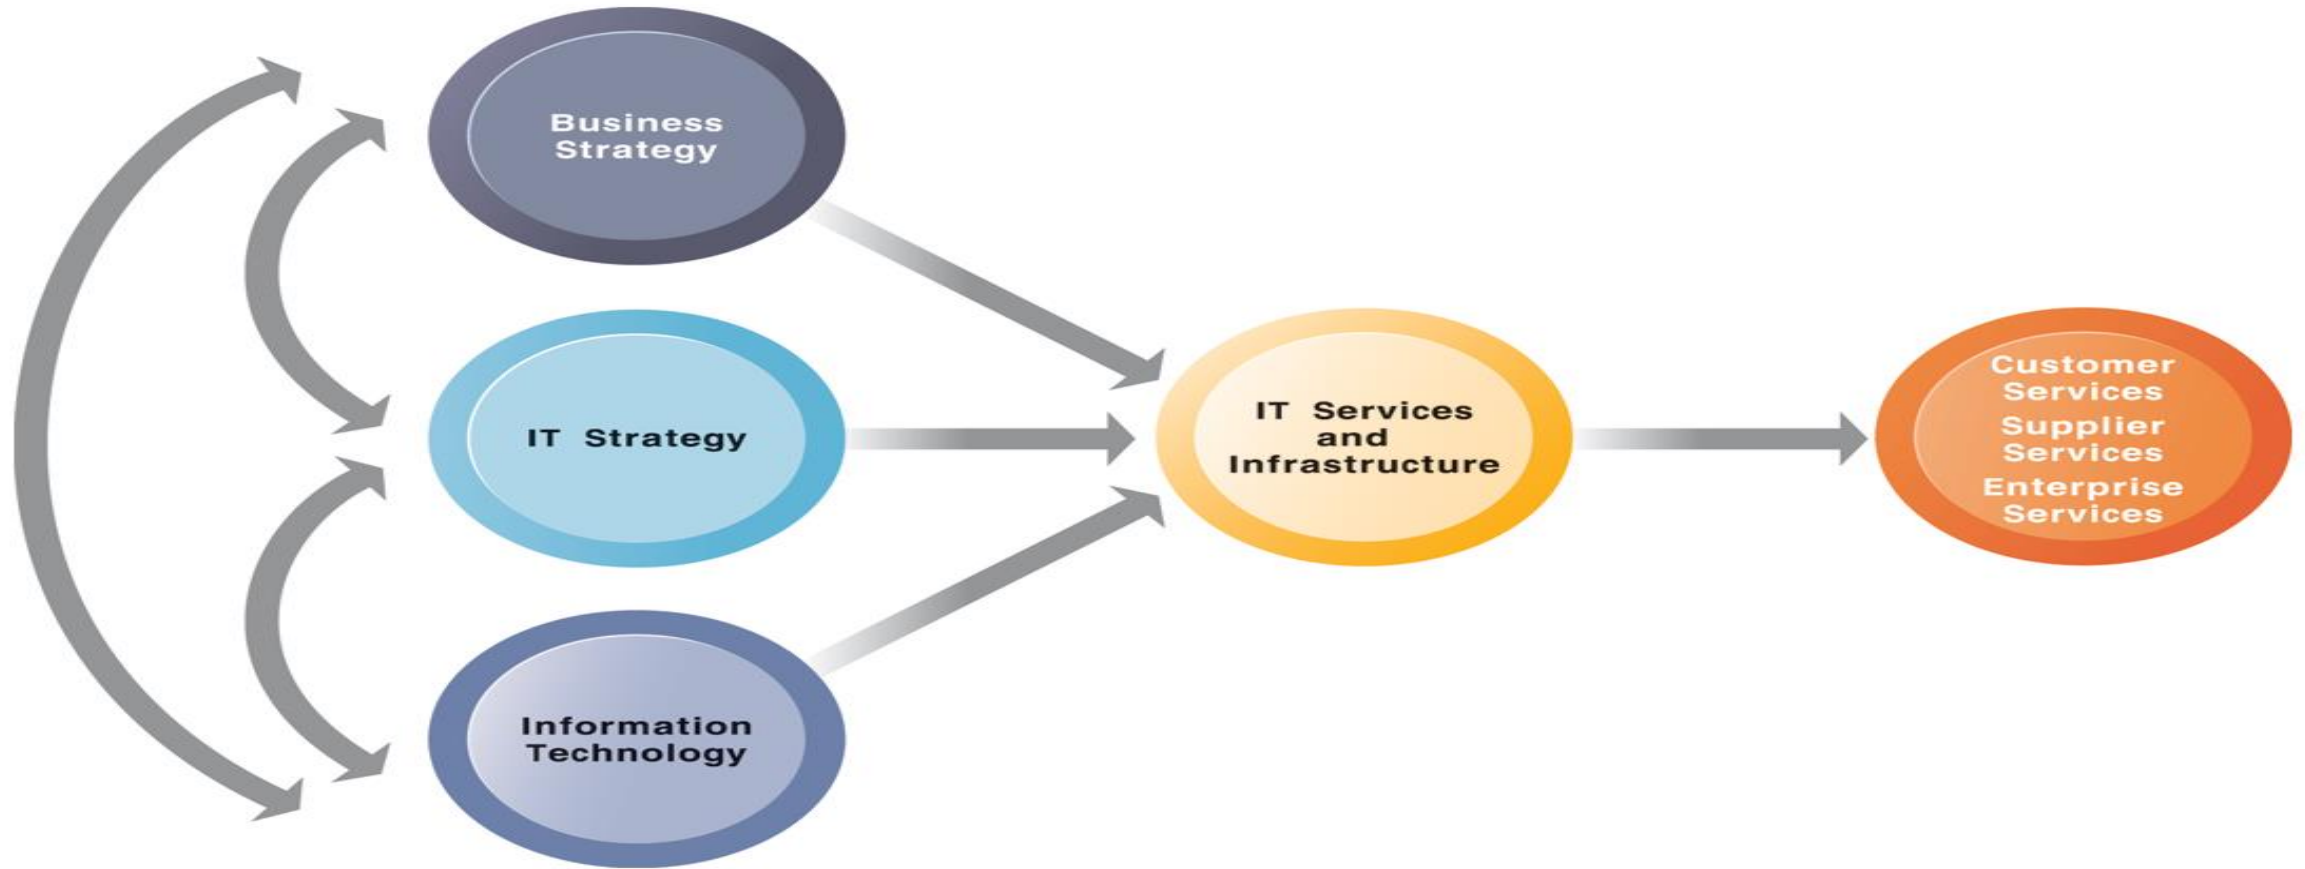 Business
Strategy
IT Strategy
Information
Technology
IT Services
and
Infrastructure
Customer
Services
Supplier
Services
Enterprise
Services